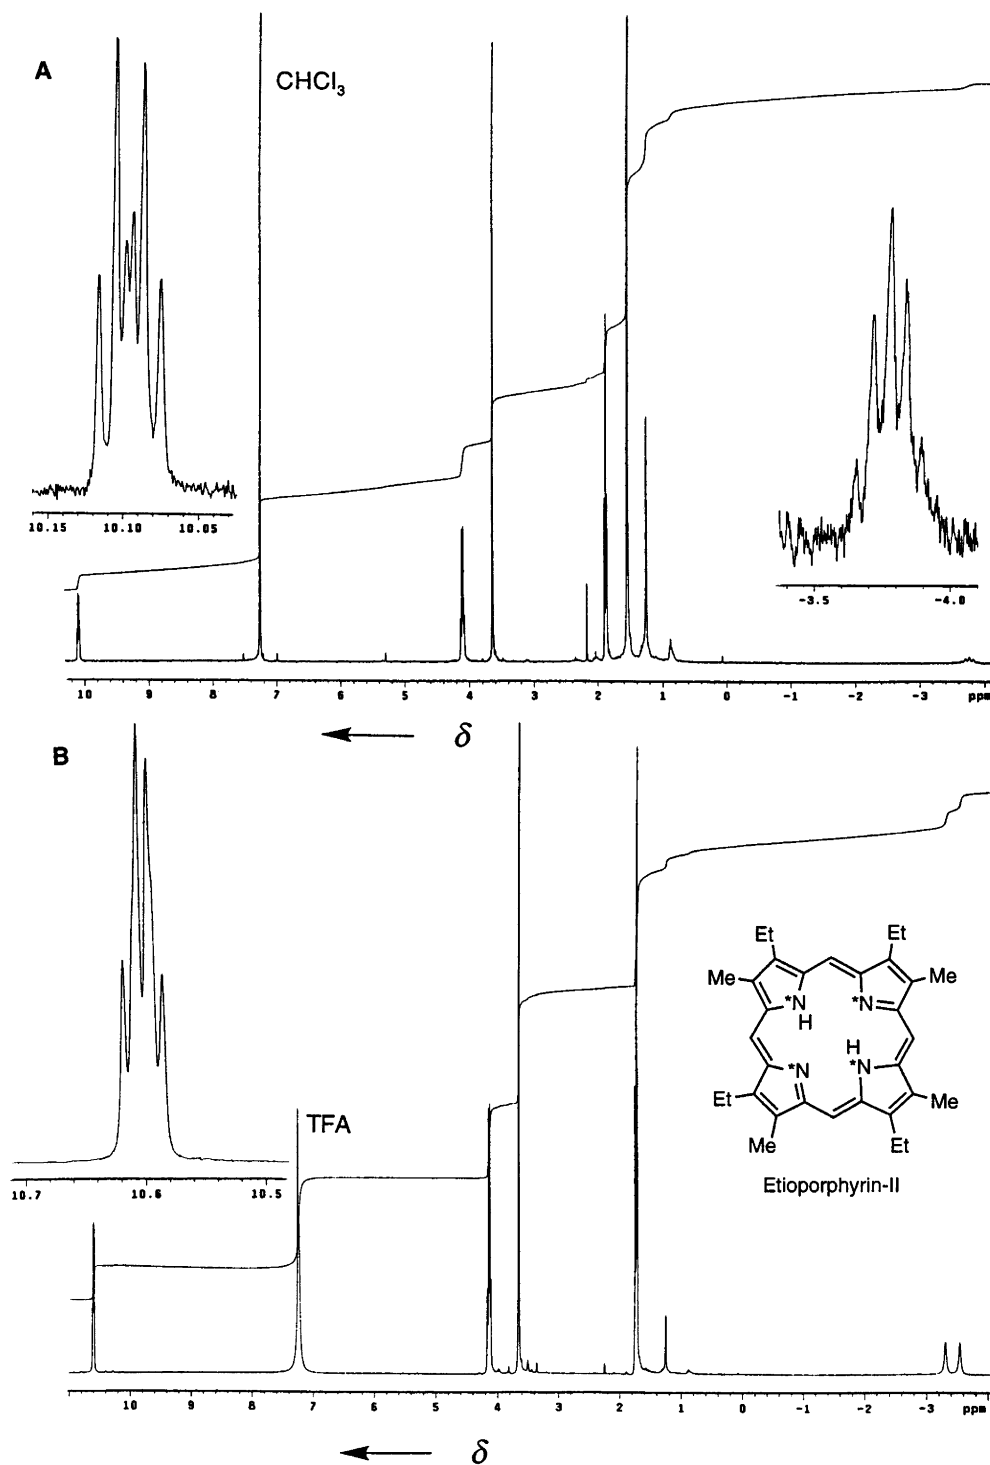 A
CHCl3
10.15 10.10 10.05
-3.5 -4.0
10 9 8 7 6 5 4 3 2 1 0 -1 -2 -3 ppm
δ
B
TFA
10.7 10.6 10.5
Et Et
Me Me
*N *N
H
H
*N *N
Et Me
Me Et
Etioporphyrin-II
10 9 8 7 6 5 4 3 2 1 0 -1 -2 -3 ppm
δ